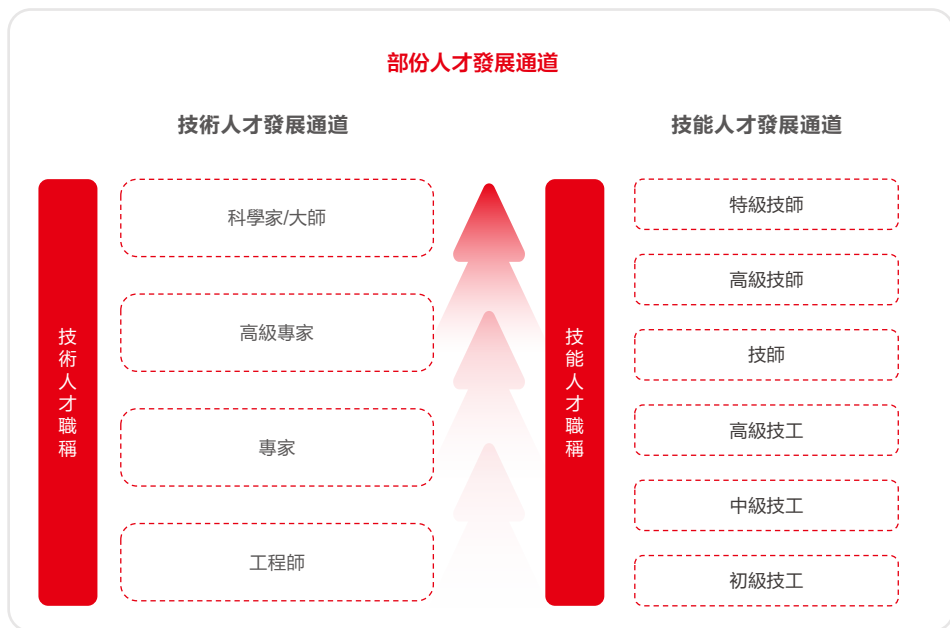 部份人才發展通道
技術人才發展通道
技術人才職稱
科學家/大師
高級專家
專家
工程師
技能人才發展通道
技能人才職稱
特級技師
高級技師
技師
高級技工
中級技工
初級技工